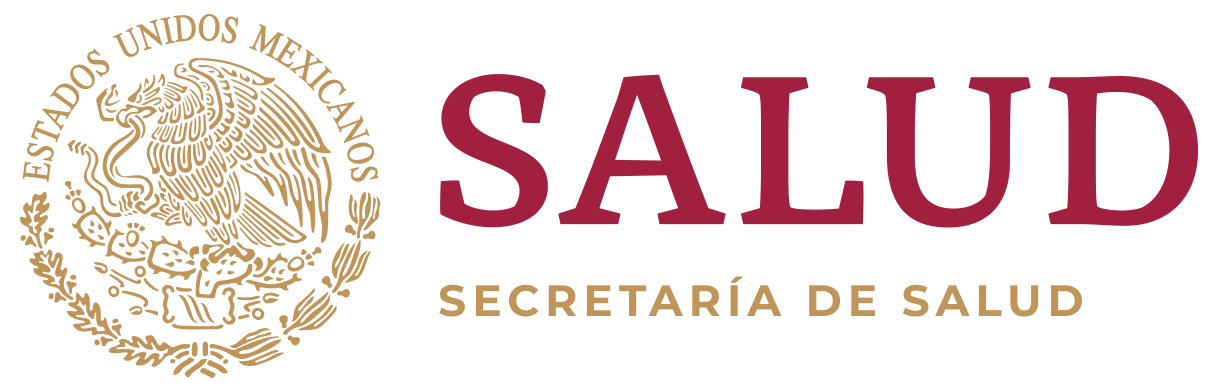 ESTADOS UNIDOS MEXICANOS
SALUD
SECRETARÍA DE SALUD